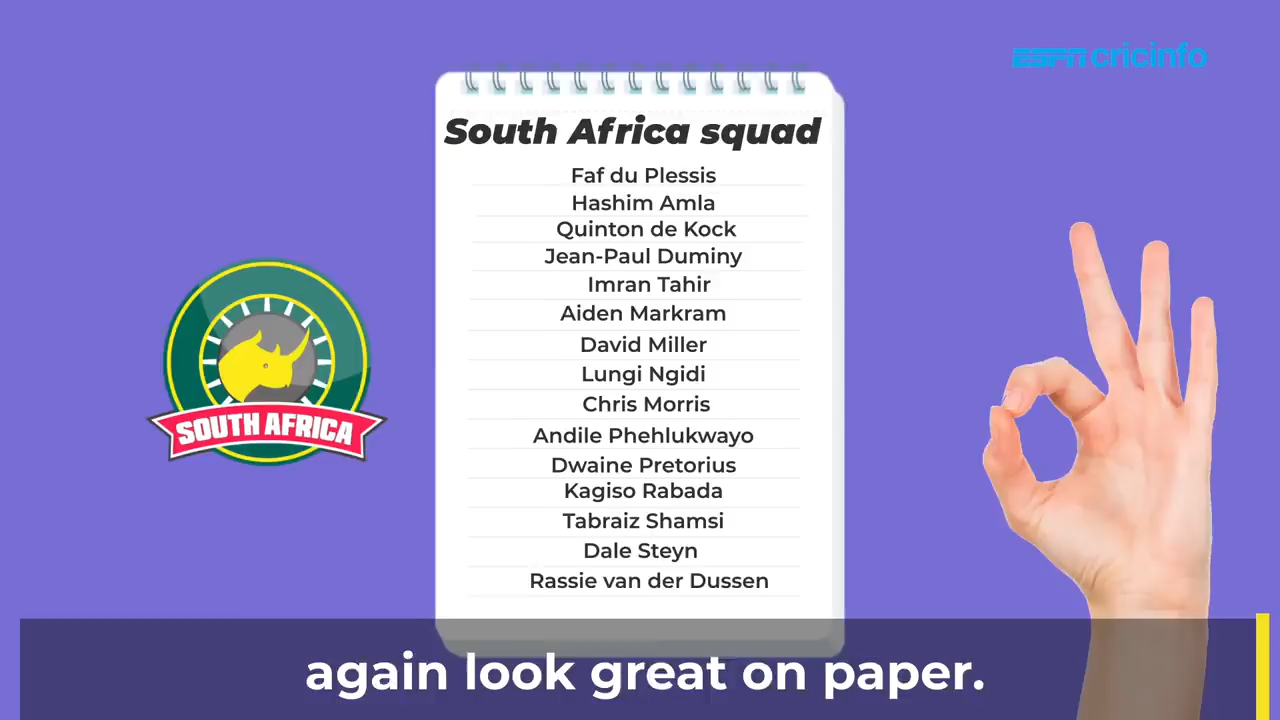 ESPN cricinfo
South Africa squad
Faf du Plessis
Hashim Amla
Quinton de Kock
Jean-Paul Duminy
Imran Tahir
Aiden Markram
David Miller
Lungi Ngidi
Chris Morris
Andile Phehlukwayo
Dwaine Pretorius
Kagiso Rabada
Tabraiz Shamsi
Dale Steyn
Rassie van der Dussen
SOUTH AFRICA
again look great on paper.